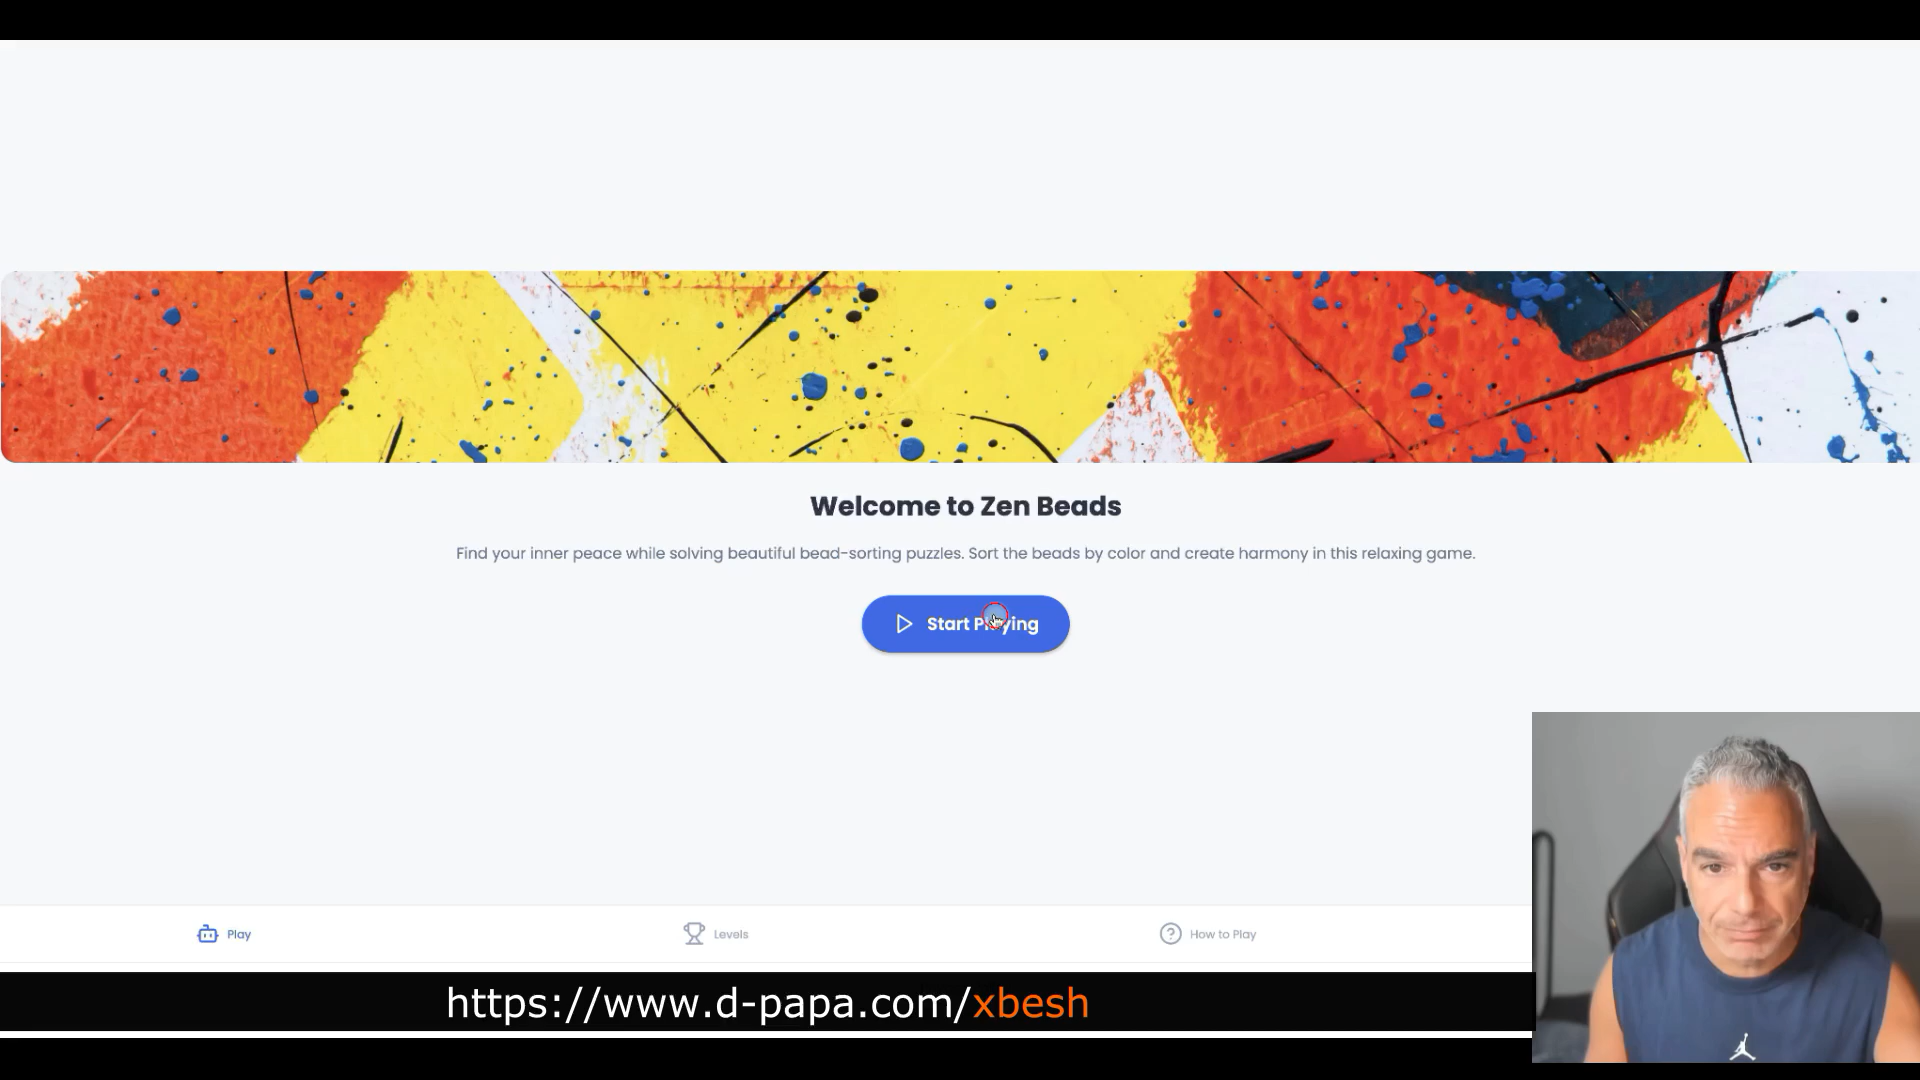 Welcome to Zen Beads
Find your inner peace while solving beautiful bead-sorting puzzles. Sort the beads by color and create harmony in this relaxing game.
Start Playing
Play
Levels
How to Play
https://www.d-papa.com/xbesh